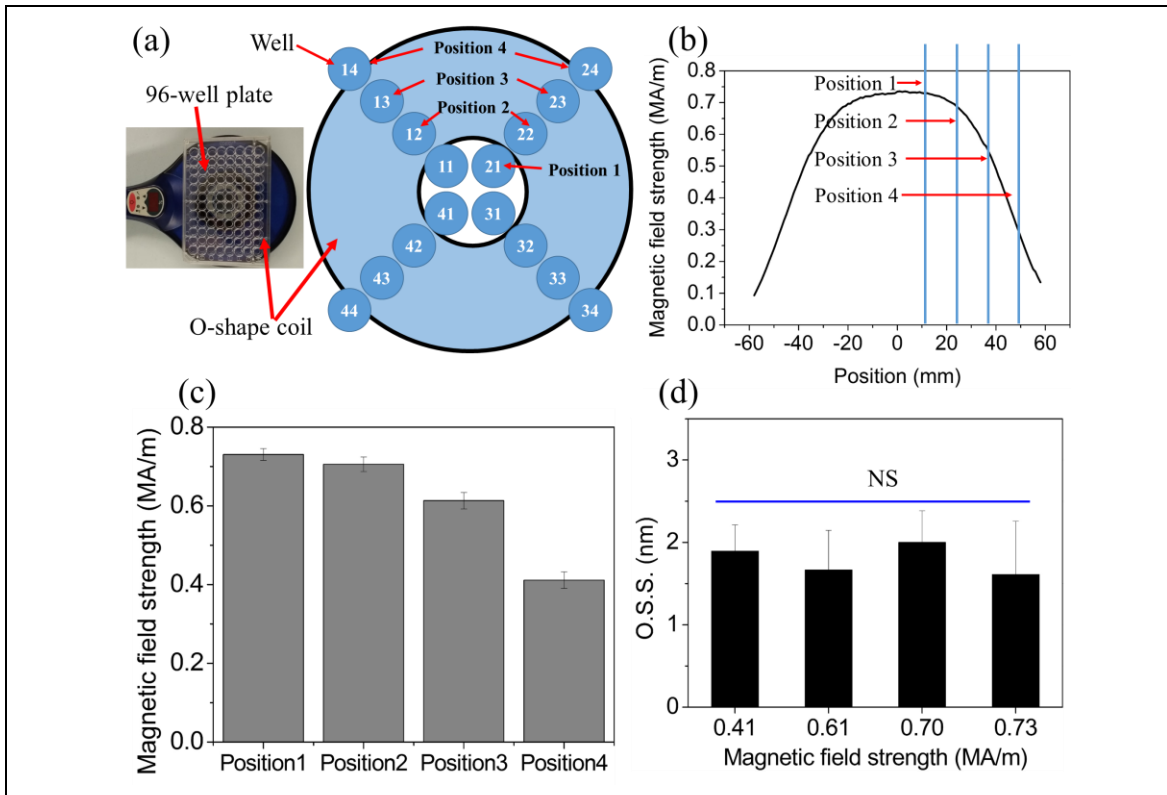 (a)
Well
96-well plate
O-shape coil
Position 4
Position 3
Position 2
Position 1
14
24
13
23
12
22
11
21
41
31
42
32
43
33
44
34
(b)
Magnetic field strength (MA/m)
0.8
0.7
0.6
0.5
0.4
0.3
0.2
0.1
0.0
Position 1
Position 2
Position 3
Position 4
-60 -40 -20 0 20 40 60
Position (mm)
(c)
Magnetic field strength (MA/m)
0.8
0.6
0.4
0.2
0.0
Position1 Position2 Position3 Position4
(d)
O.S.S. (nm)
3
2
1
0
NS
0.41 0.61 0.70 0.73
Magnetic field strength (MA/m)